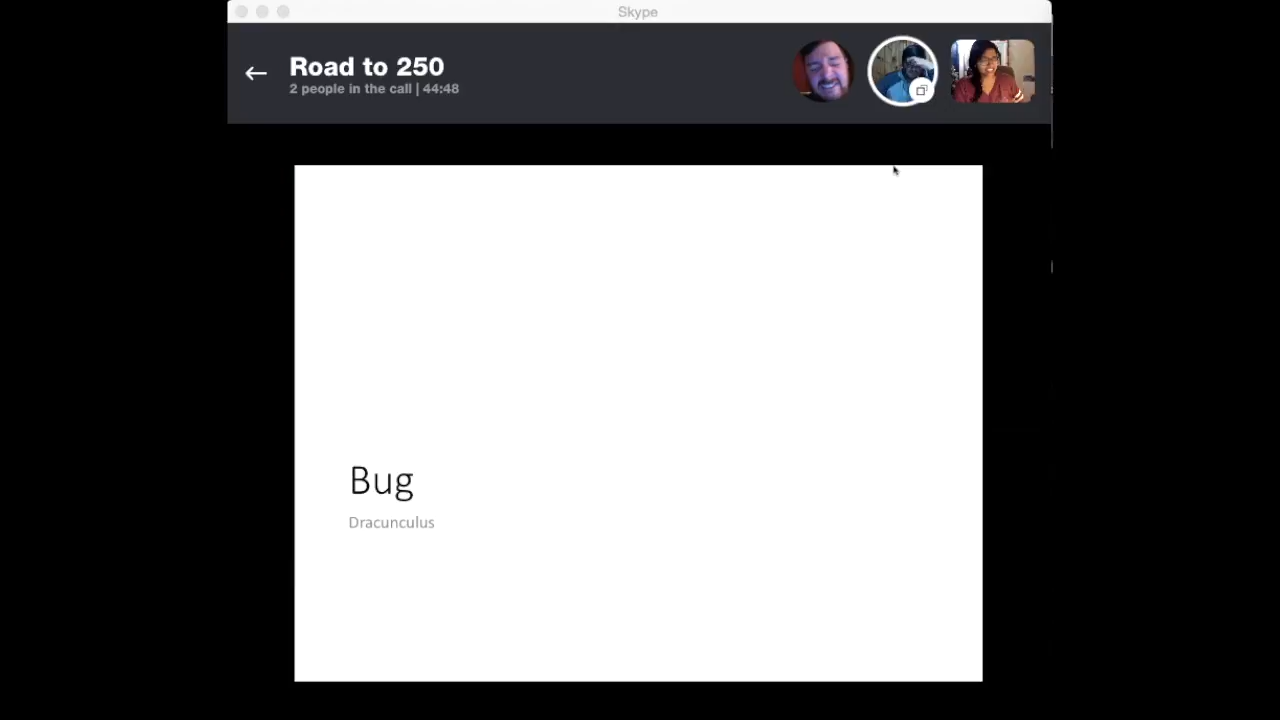 Skype
Road to 250
2 people in the call | 44:48
Bug
Dracunculus